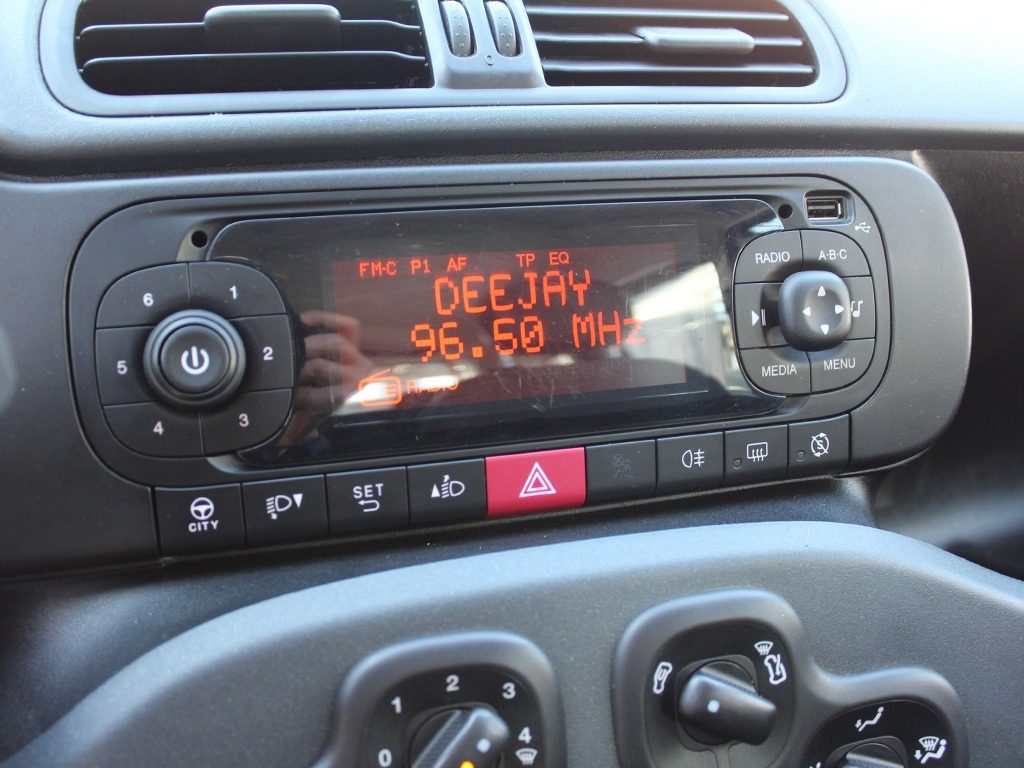 FM-C P1 AF TP EQ
DEEJAY
96.50 MHz
RADIO
6 1
5 2
4 3
RADIO A·B·C
MEDIA MENU
CITY
SET
0 1 2 3 4